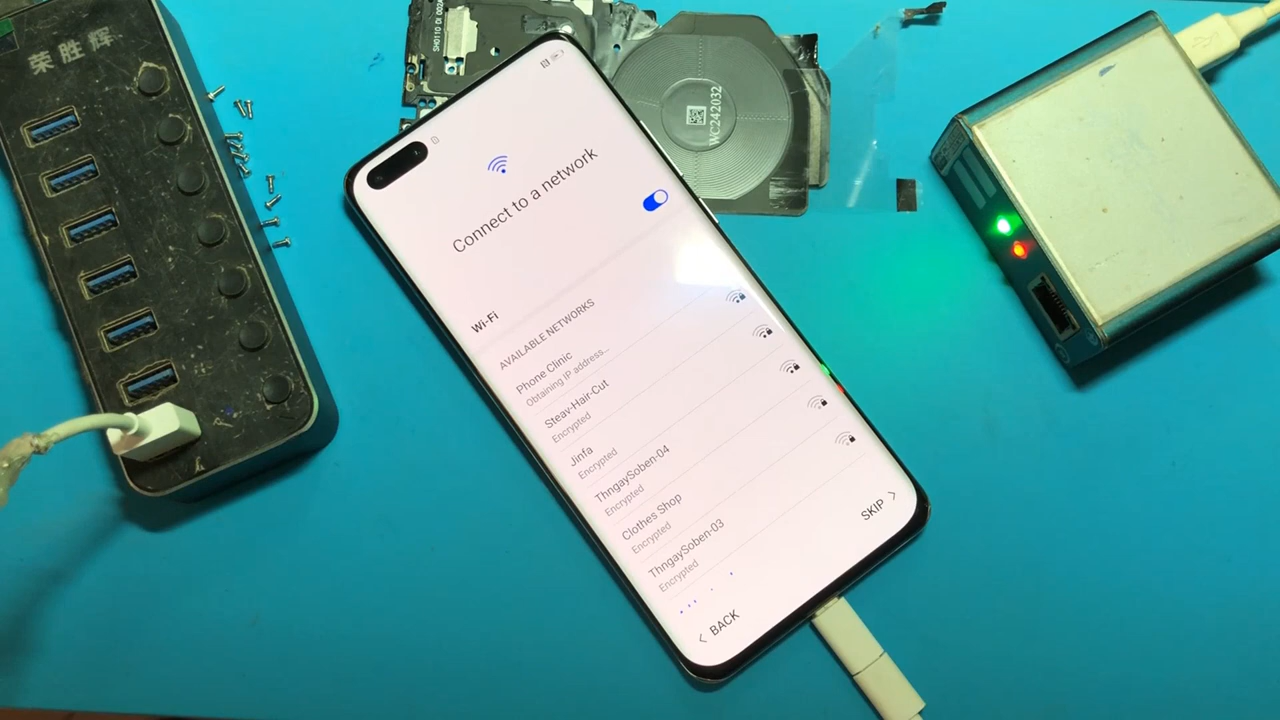 荣胜辉
SH0110
WC242032
Connect to a network
Wi-Fi
AVAILABLE NETWORKS
Phone Clinic
Obtaining IP address...
Steav-Hair-Cut
Encrypted
Jinfa
Encrypted
ThngaySoben-04
Encrypted
Clothes Shop
Encrypted
ThngaySoben-03
Encrypted
BACK
SKIP